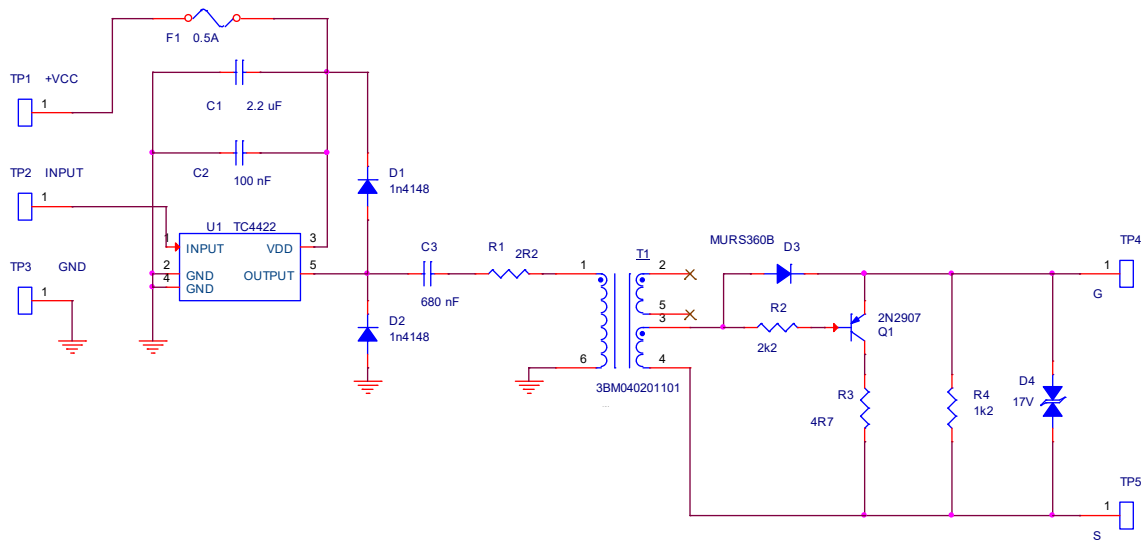 F1 0.5A
TP1 +VCC
1
C1 2.2 uF
TP2 INPUT
1
C2 100 nF
D1
1n4148
U1 TC4422
1 INPUT VDD 3
2 GND OUTPUT 5
4 GND
TP3 GND
1
C3
680 nF
R1 2R2
D2
1n4148
T1
1 2
5
3
6 4
3BM040201101
...
MURS360B
D3
R2
2k2
2N2907
Q1
R3
4R7
R4
1k2
D4
17V
TP4
1
G
TP5
1
S